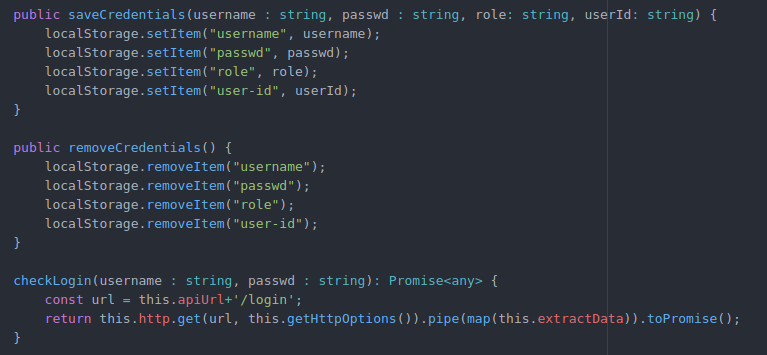 public saveCredentials(username : string, passwd : string, role: string, userId: string) {
    localStorage.setItem("username", username);
    localStorage.setItem("passwd", passwd);
    localStorage.setItem("role", role);
    localStorage.setItem("user-id", userId);
}

public removeCredentials() {
    localStorage.removeItem("username");
    localStorage.removeItem("passwd");
    localStorage.removeItem("role");
    localStorage.removeItem("user-id");
}

checkLogin(username : string, passwd : string): Promise<any> {
    const url = this.apiUrl+'/login';
    return this.http.get(url, this.getHttpOptions()).pipe(map(this.extractData)).toPromise();
}